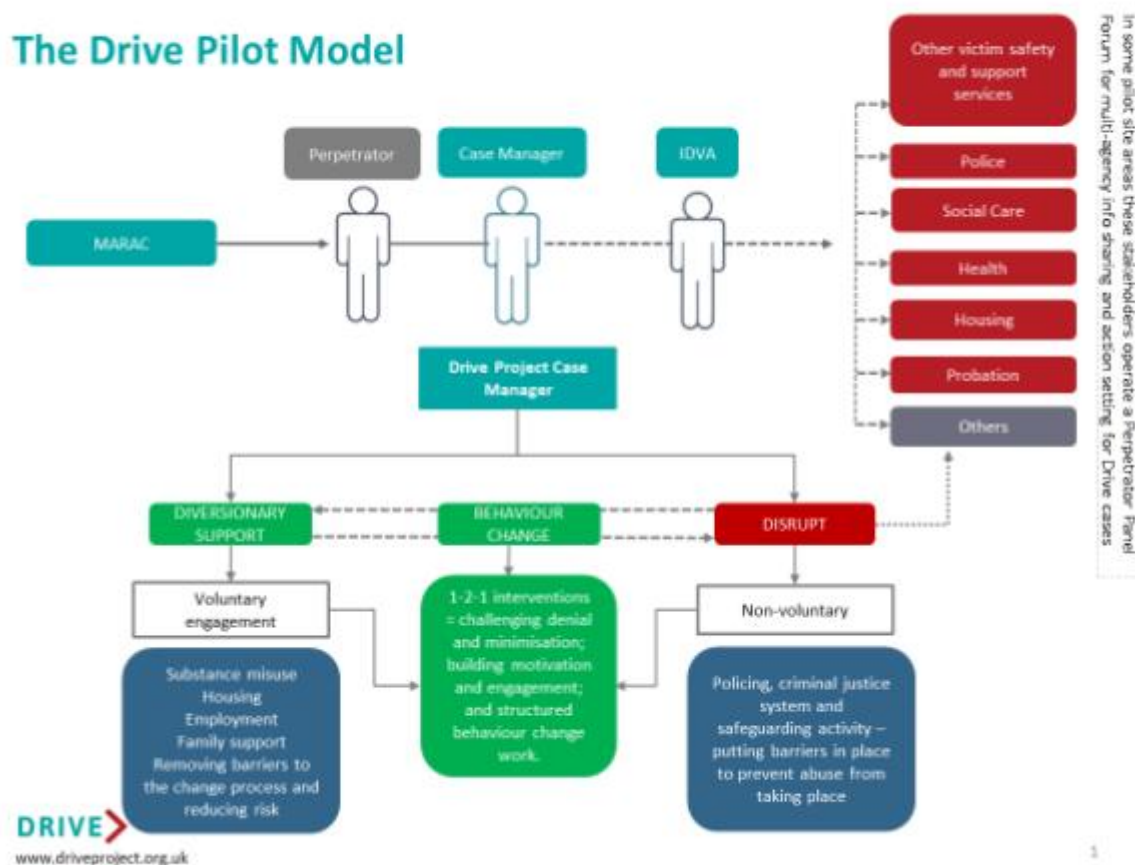 The Drive Pilot Model
Perpetrator
Case Manager
IDVA
MARAC
Other victim safety
and support
services
Police
Social Care
Health
Housing
Probation
Others
In some pilot site areas these stakeholders operate a Perpetrator Panel
Forum for multi-agency info sharing and action setting for Drive cases
Drive Project Case
Manager
DIVERSIONARY
SUPPORT
BEHAVIOUR
CHANGE
DISRUPT
Voluntary
engagement
1-2-1 interventions
= challenging denial
and minimisation;
building motivation
and engagement;
and structured
behaviour change
work.
Non-voluntary
Substance misuse
Housing
Employment
Family support
Removing barriers to
the change process and
reducing risk
Policing, criminal justice
system and
safeguarding activity –
putting barriers in place
to prevent abuse from
taking place
DRIVE
www.driveproject.org.uk
1